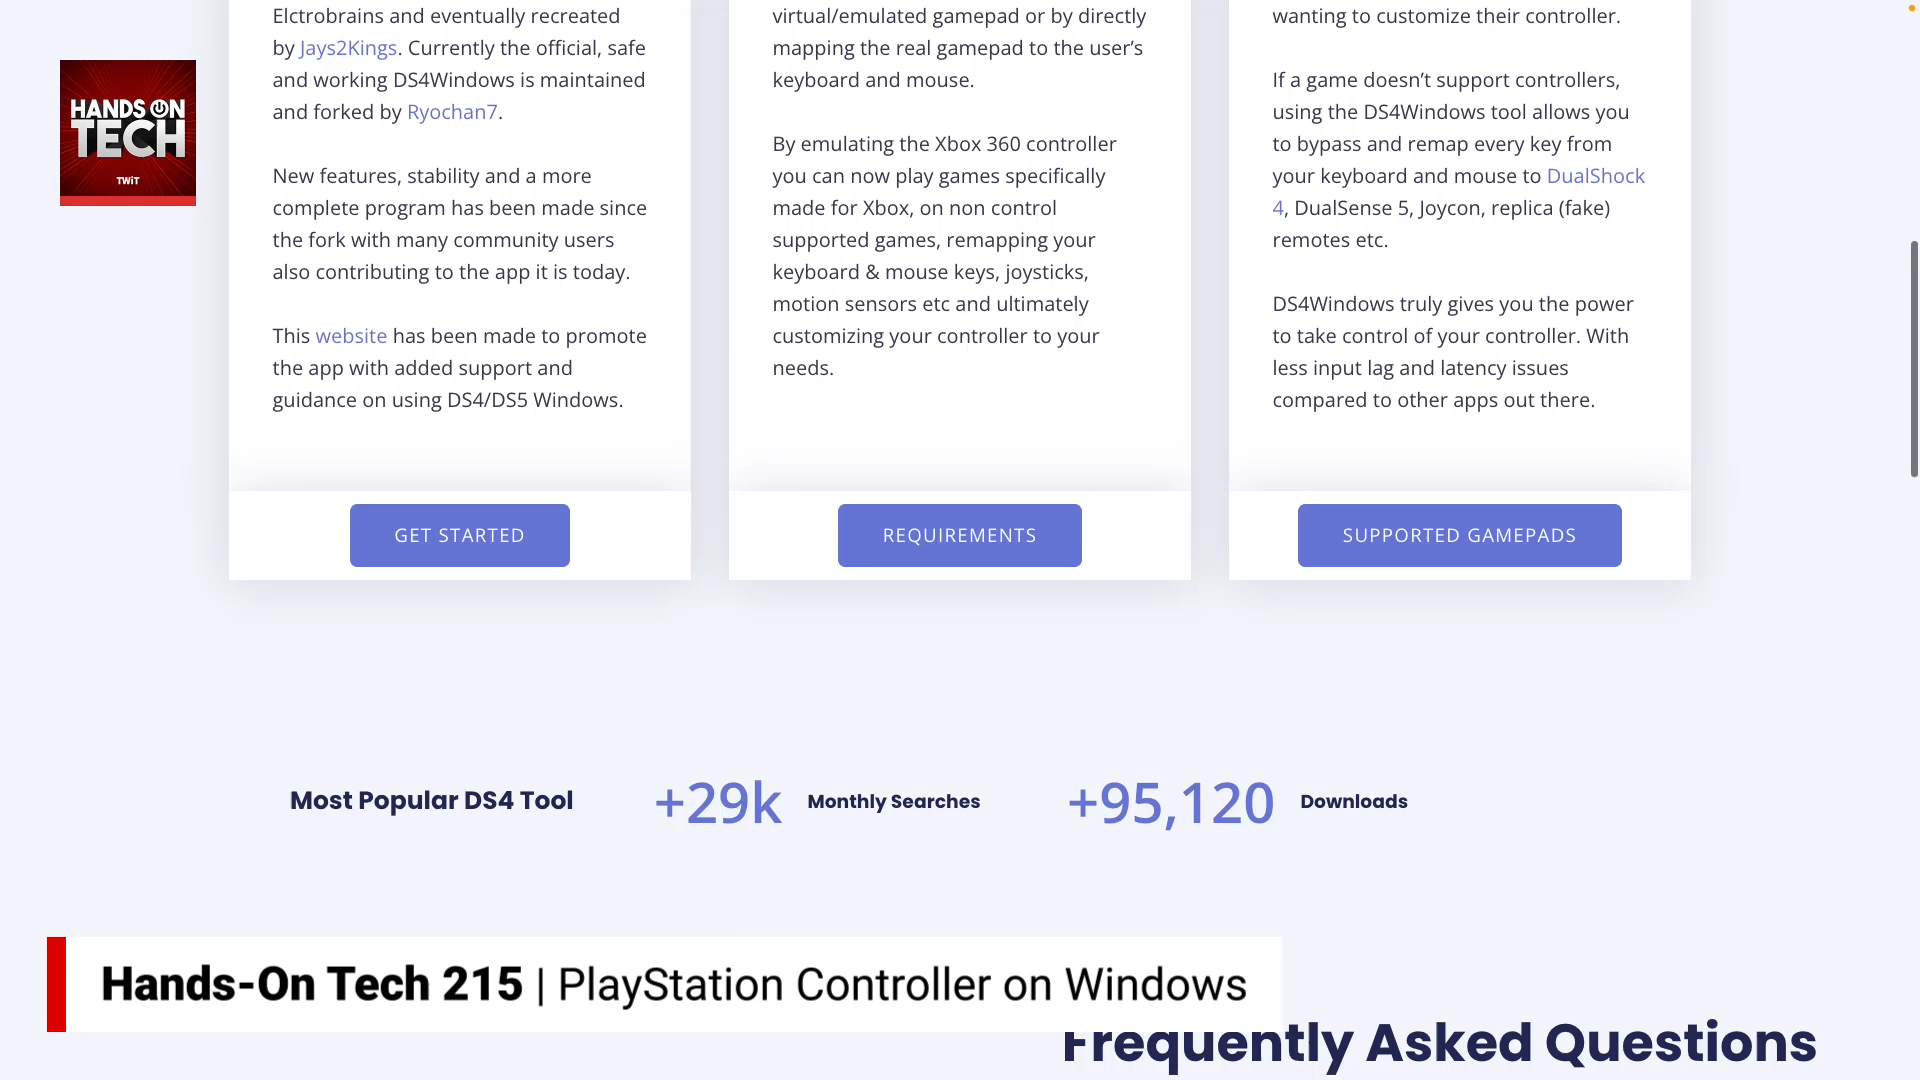 HANDS ON
TECH
TWiT
Elctrobrains and eventually recreated
by Jays2Kings. Currently the official, safe
and working DS4Windows is maintained
and forked by Ryochan7.
New features, stability and a more
complete program has been made since
the fork with many community users
also contributing to the app it is today.
This website has been made to promote
the app with added support and
guidance on using DS4/DS5 Windows.
GET STARTED
virtual/emulated gamepad or by directly
mapping the real gamepad to the user’s
keyboard and mouse.
By emulating the Xbox 360 controller
you can now play games specifically
made for Xbox, on non control
supported games, remapping your
keyboard & mouse keys, joysticks,
motion sensors etc and ultimately
customizing your controller to your
needs.
REQUIREMENTS
wanting to customize their controller.
If a game doesn’t support controllers,
using the DS4Windows tool allows you
to bypass and remap every key from
your keyboard and mouse to DualShock
4, DualSense 5, Joycon, replica (fake)
remotes etc.
DS4Windows truly gives you the power
to take control of your controller. With
less input lag and latency issues
compared to other apps out there.
SUPPORTED GAMEPADS
Most Popular DS4 Tool
+29k Monthly Searches
+95,120 Downloads
Hands-On Tech 215 | PlayStation Controller on Windows
Frequently Asked Questions